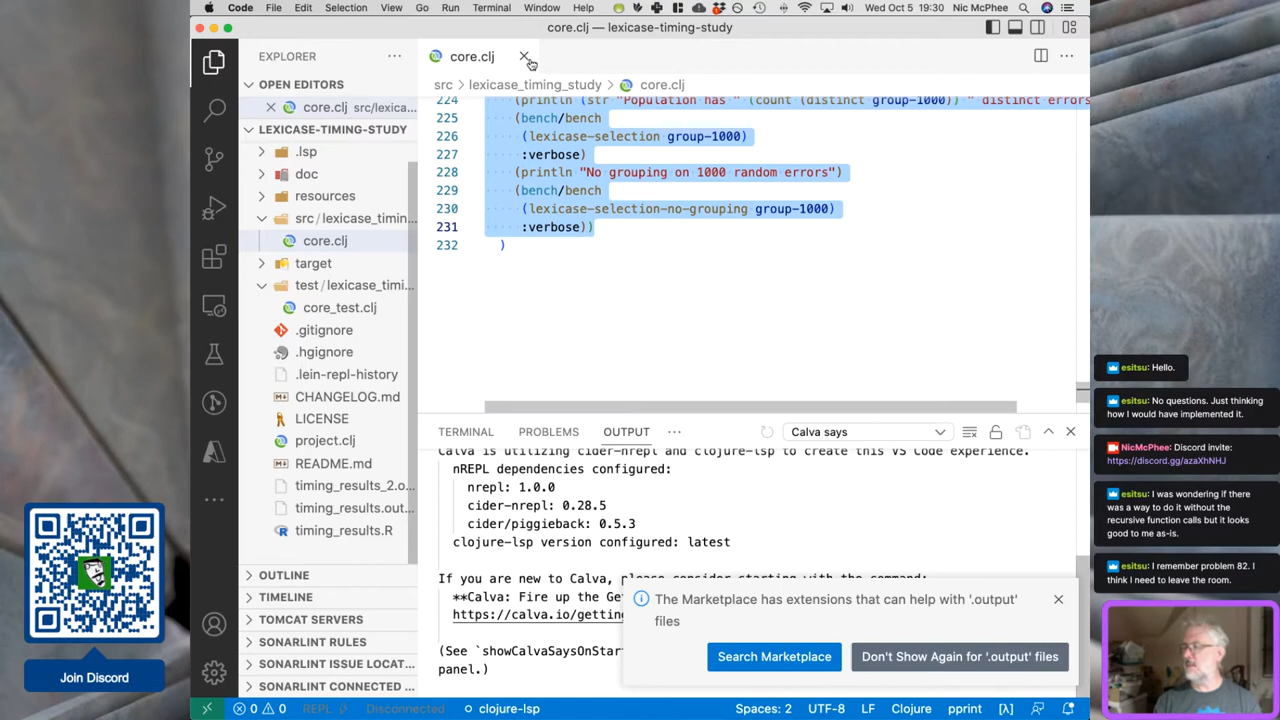 Code File Edit Selection View Go Run Terminal Window Help Wed Oct 5 19:30 Nic McPhee
core.clj — lexicase-timing-study
EXPLORER
core.clj
OPEN EDITORS
core.clj src/lexica...
LEXICASE-TIMING-STUDY
.lsp
doc
resources
src / lexicase_timin...
core.clj
target
test / lexicase_timi...
core_test.clj
.gitignore
.hgignore
.lein-repl-history
CHANGELOG.md
LICENSE
project.clj
README.md
timing_results_2.o...
timing_results.out...
timing_results.R
OUTLINE
TIMELINE
TOMCAT SERVERS
SONARLINT RULES
SONARLINT ISSUE LOCAT...
SONARLINT CONNECTED ...
src > lexicase_timing_study > core.clj
224 (println (str "Population has " (count (distinct group-1000)) " distinct errors
225 (bench/bench
226 (lexicase-selection group-1000)
227 :verbose)
228 (println "No grouping on 1000 random errors")
229 (bench/bench
230 (lexicase-selection-no-grouping group-1000)
231 :verbose))
232 )
TERMINAL PROBLEMS OUTPUT Calva says
Calva is utilizing cider-nrepl and clojure-lsp to create this VS Code experience.
nREPL dependencies configured:
nrepl: 1.0.0
cider-nrepl: 0.28.5
cider/piggieback: 0.5.3
clojure-lsp version configured: latest
If you are new to Calva, please consider starting with the command:
**Calva: Fire up the Ge
https://calva.io/getting
(See `showCalvaSaysOnStar
panel.)
The Marketplace has extensions that can help with '.output'
files
Search Marketplace
Don't Show Again for '.output' files
0 0 REPL Disconnected clojure-lsp Spaces: 2 UTF-8 LF Clojure pprint [λ]
Join Discord
esitsu: Hello.
esitsu: No questions. Just thinking
how I would have implemented it.
NicMcPhee: Discord invite:
https://discord.gg/azaXhNHJ
esitsu: I was wondering if there
was a way to do it without the
recursive function calls but it looks
good to me as-is.
esitsu: I remember problem 82. I
think I need to leave the room.